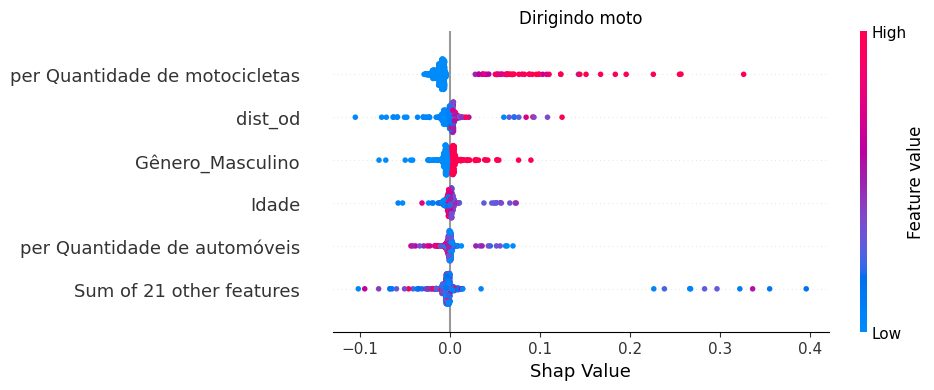 Dirigindo moto
High
per Quantidade de motocicletas
dist_od
Gênero_Masculino
Idade
per Quantidade de automóveis
Sum of 21 other features
Feature value
Low
−0.1 0.0 0.1 0.2 0.3 0.4
Shap Value